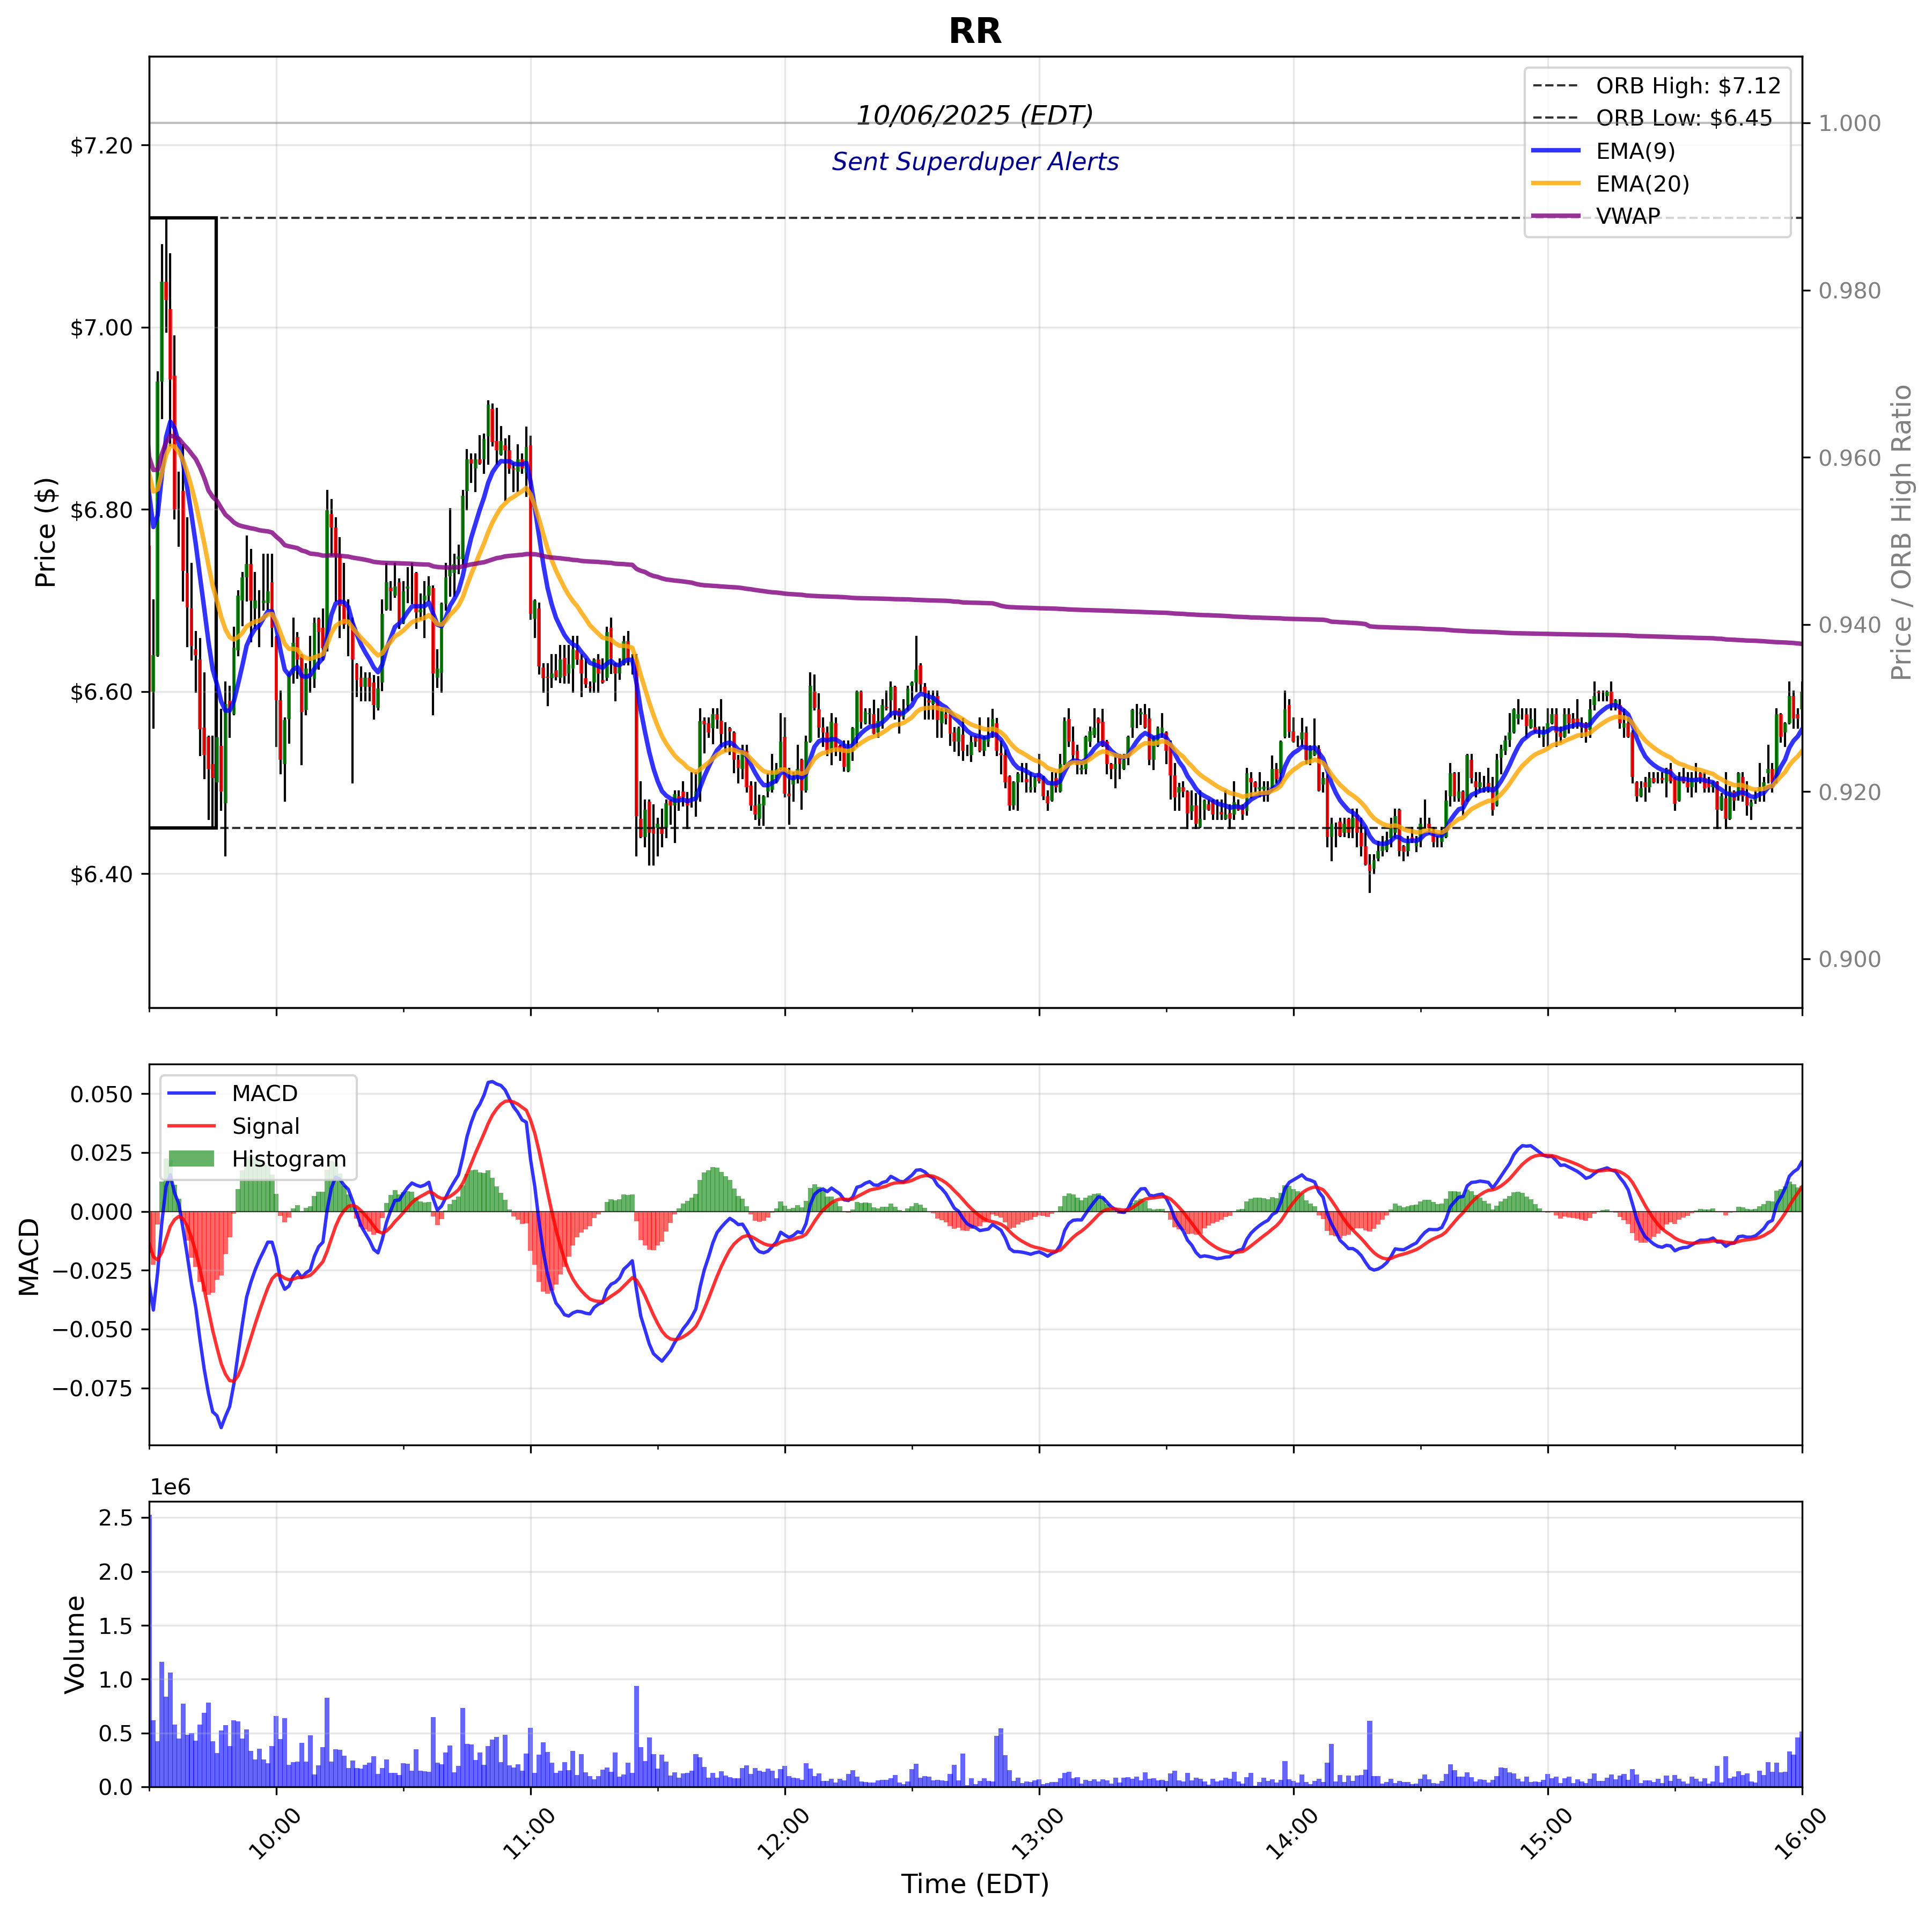 RR
10/06/2025 (EDT)
Sent Superduper Alerts
ORB High: $7.12
ORB Low: $6.45
EMA(9)
EMA(20)
VWAP
$7.20
$7.00
$6.80
$6.60
$6.40
Price ($)
1.000
0.980
0.960
0.940
0.920
0.900
Price / ORB High Ratio
MACD
Signal
Histogram
0.050
0.025
0.000
−0.025
−0.050
−0.075
MACD
1e6
2.5
2.0
1.5
1.0
0.5
0.0
Volume
10:00
11:00
12:00
13:00
14:00
15:00
16:00
Time (EDT)